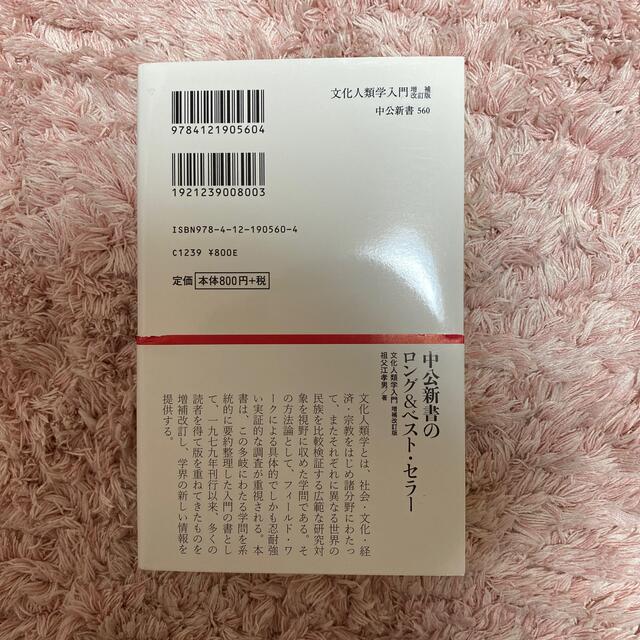 文化人類学入門 増補改訂版
中公新書 560
9784121905604
1921239008003
ISBN978-4-12-190560-4
C1239 ¥800E
定価 本体800円+税
中公新書の
ロング&ベスト・セラー
文化人類学入門 増補改訂版
祖父江孝男/著
文化人類学とは、社会・文化・経
済・宗教をはじめ諸分野にわたっ
て、またそれぞれに異なる世界の
民族を比較検証する広範な研究対
象を視野に収めた学問である。そ
の方法論として、フィールド・ワ
ークによる具体的でしかも忍耐強
い実証的な調査が重視される。本
書は、この多岐にわたる学問を系
統的に要約整理した入門の書とし
て、一九七九年刊行以来、多くの
読者を得て版を重ねてきたものを
増補改訂し、学界の新しい情報を
提供する。